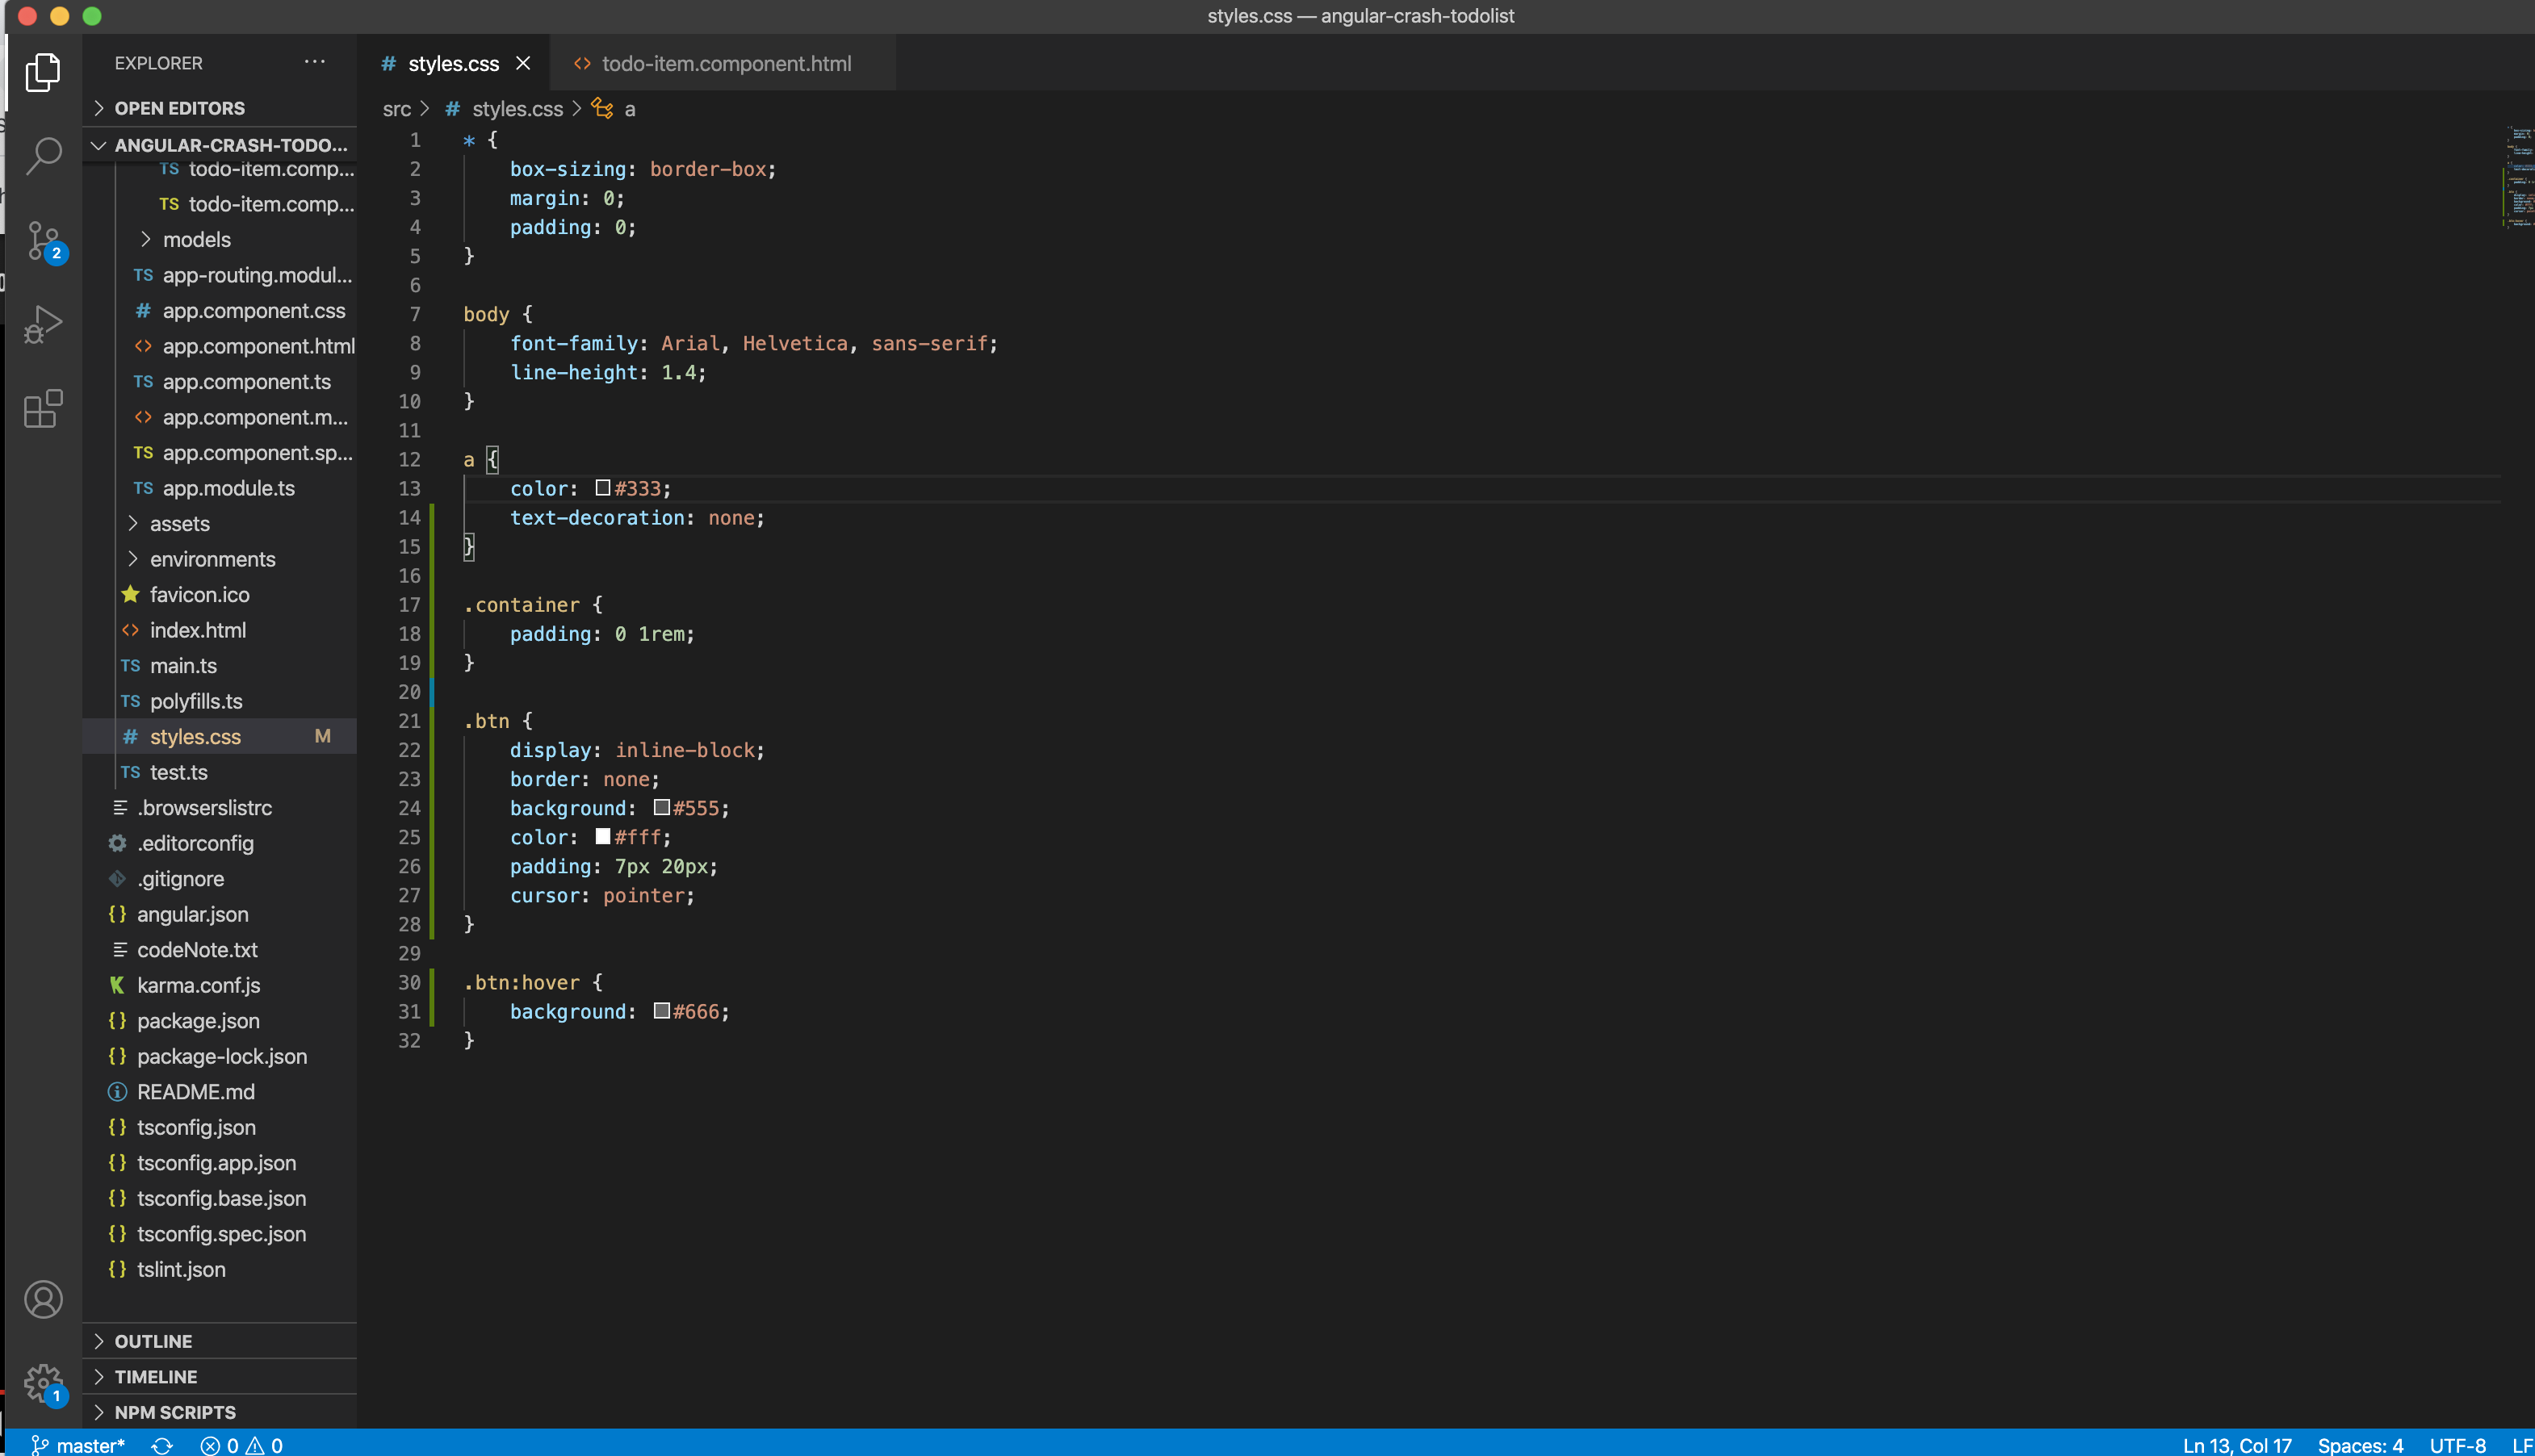 styles.css — angular-crash-todolist
EXPLORER
OPEN EDITORS
ANGULAR-CRASH-TODO...
TS todo-item.comp...
TS todo-item.comp...
models
TS app-routing.modul...
# app.component.css
<> app.component.html
TS app.component.ts
<> app.component.m...
TS app.component.sp...
TS app.module.ts
assets
environments
favicon.ico
<> index.html
TS main.ts
TS polyfills.ts
# styles.css M
TS test.ts
.browserslistrc
.editorconfig
.gitignore
{} angular.json
codeNote.txt
karma.conf.js
{} package.json
{} package-lock.json
README.md
{} tsconfig.json
{} tsconfig.app.json
{} tsconfig.base.json
{} tsconfig.spec.json
{} tslint.json
OUTLINE
TIMELINE
NPM SCRIPTS
2
1
# styles.css
<> todo-item.component.html
src > # styles.css > a
1 * {
2 box-sizing: border-box;
3 margin: 0;
4 padding: 0;
5 }
6
7 body {
8 font-family: Arial, Helvetica, sans-serif;
9 line-height: 1.4;
10 }
11
12 a {
13 color: #333;
14 text-decoration: none;
15 }
16
17 .container {
18 padding: 0 1rem;
19 }
20
21 .btn {
22 display: inline-block;
23 border: none;
24 background: #555;
25 color: #fff;
26 padding: 7px 20px;
27 cursor: pointer;
28 }
29
30 .btn:hover {
31 background: #666;
32 }
master* 0 0
Ln 13, Col 17 Spaces: 4 UTF-8 LF